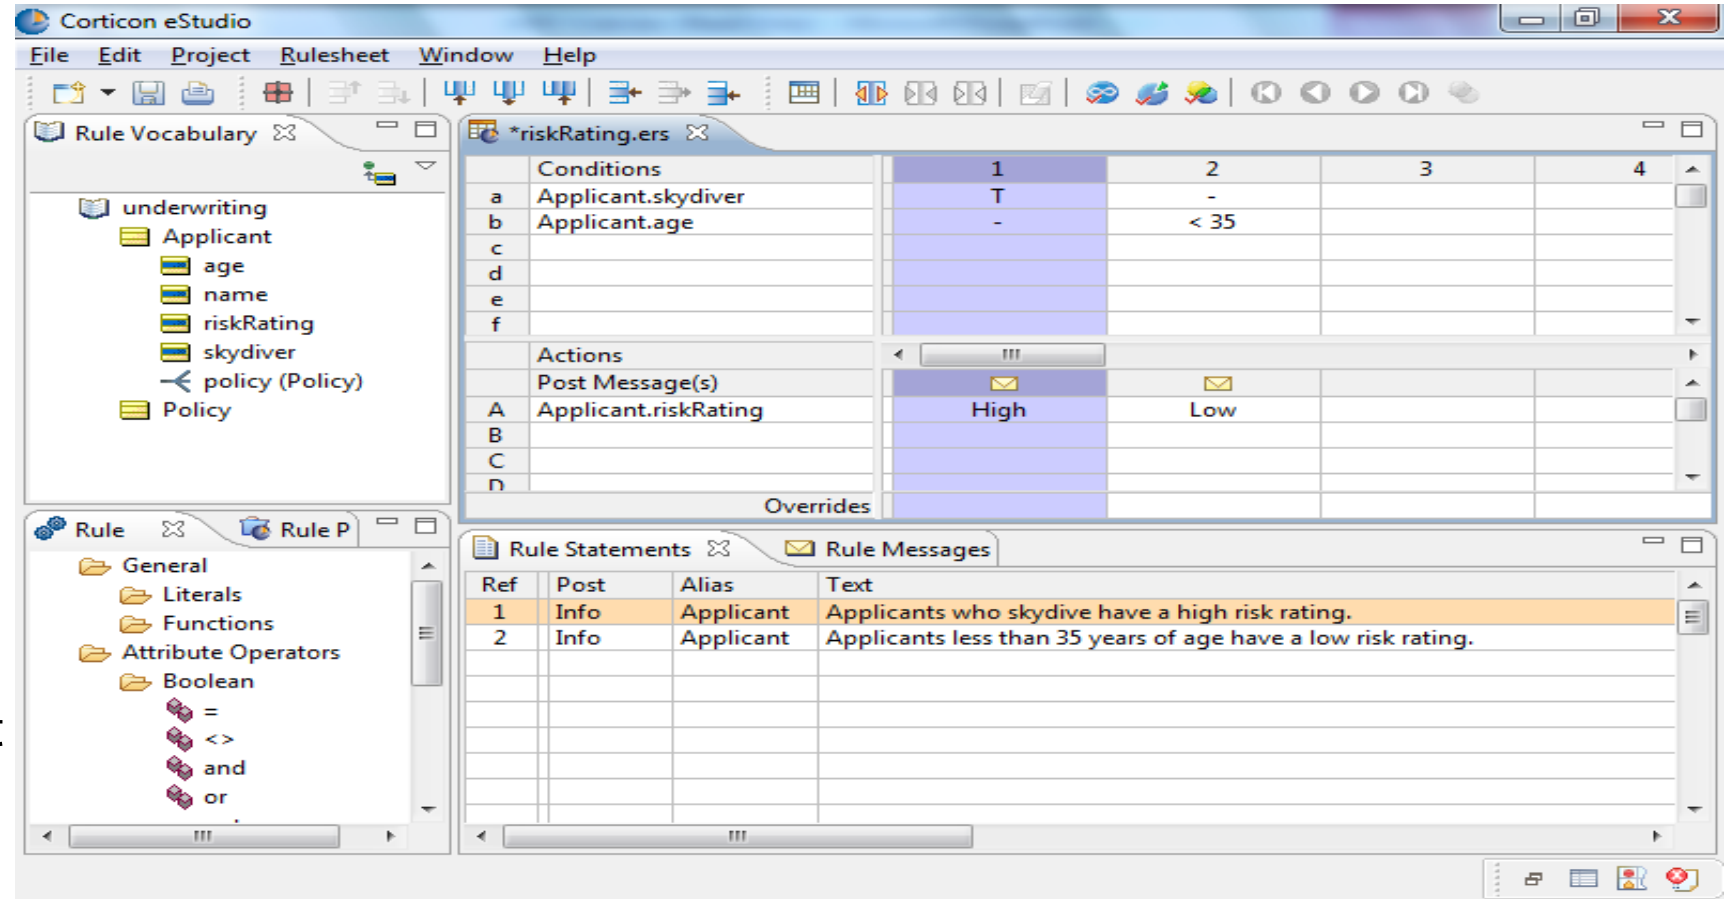 Corticon eStudio
File Edit Project Rulesheet Window Help
Rule Vocabulary
underwriting
Applicant
age
name
riskRating
skydiver
policy (Policy)
Policy
Rule Rule P
General
Literals
Functions
Attribute Operators
Boolean
=
<>
and
or
*riskRating.ers
Conditions 1 2 3 4
a Applicant.skydiver T -
b Applicant.age - < 35
c
d
e
f
Actions
Post Message(s)
A Applicant.riskRating High Low
B
C
D
Overrides
Rule Statements Rule Messages
Ref Post Alias Text
1 Info Applicant Applicants who skydive have a high risk rating.
2 Info Applicant Applicants less than 35 years of age have a low risk rating.